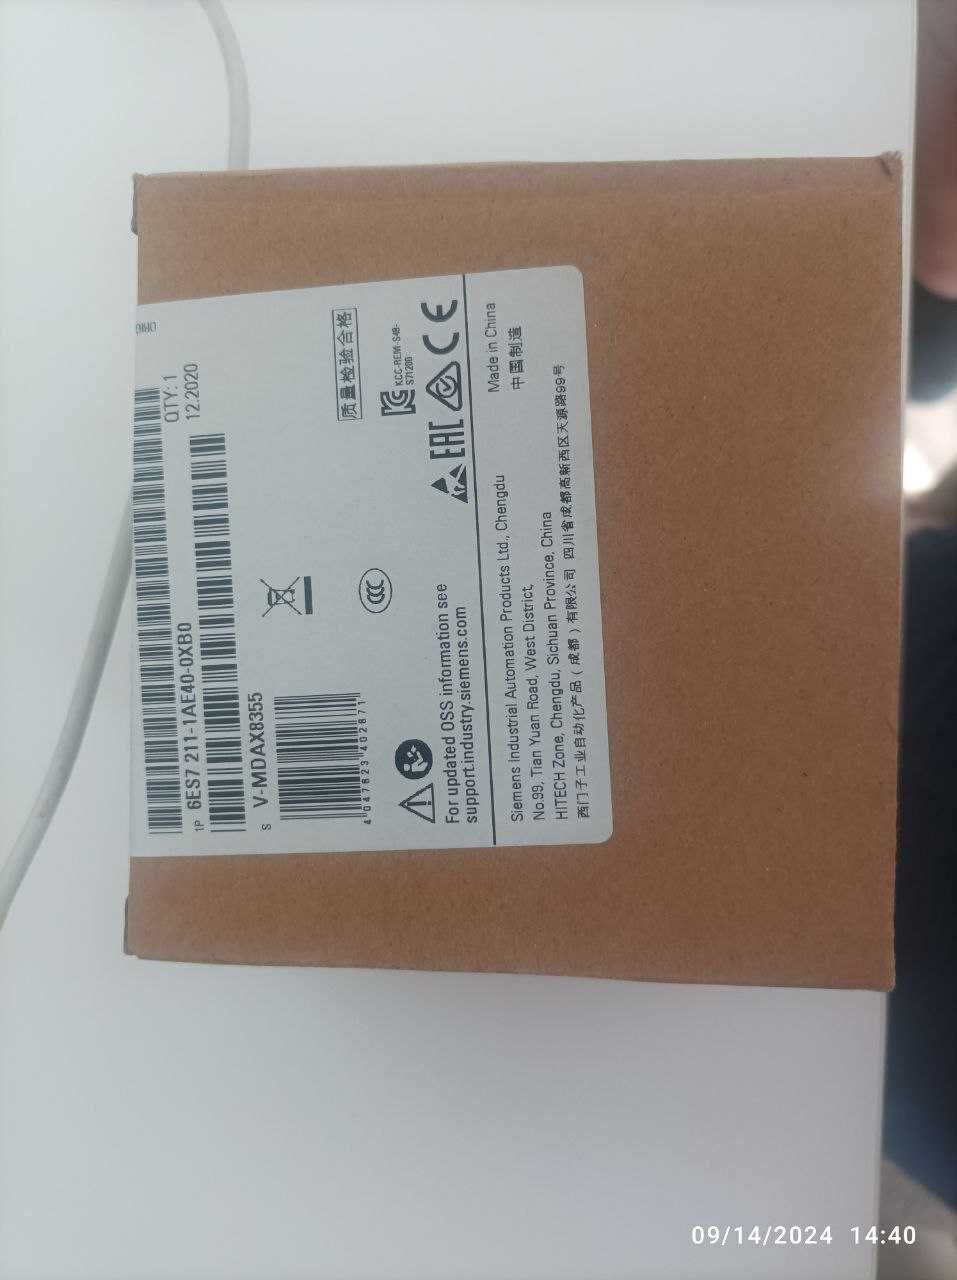 QTY: 1
1P 6ES7 211-1AE40-0XB0
12.2020
S V-MDAX8355
质量检验合格
4 047623 402671
KCC-REM-S49-
S71200
EAC
CE
CCC
For updated OSS information see
support.industry.siemens.com
Made in China
中国制造
Siemens Industrial Automation Products Ltd., Chengdu
No.99, Tian Yuan Road, West District,
HITECH Zone, Chengdu, Sichuan Province, China
西门子工业自动化产品(成都)有限公司 四川省成都高新西区天源路99号
09/14/2024 14:40